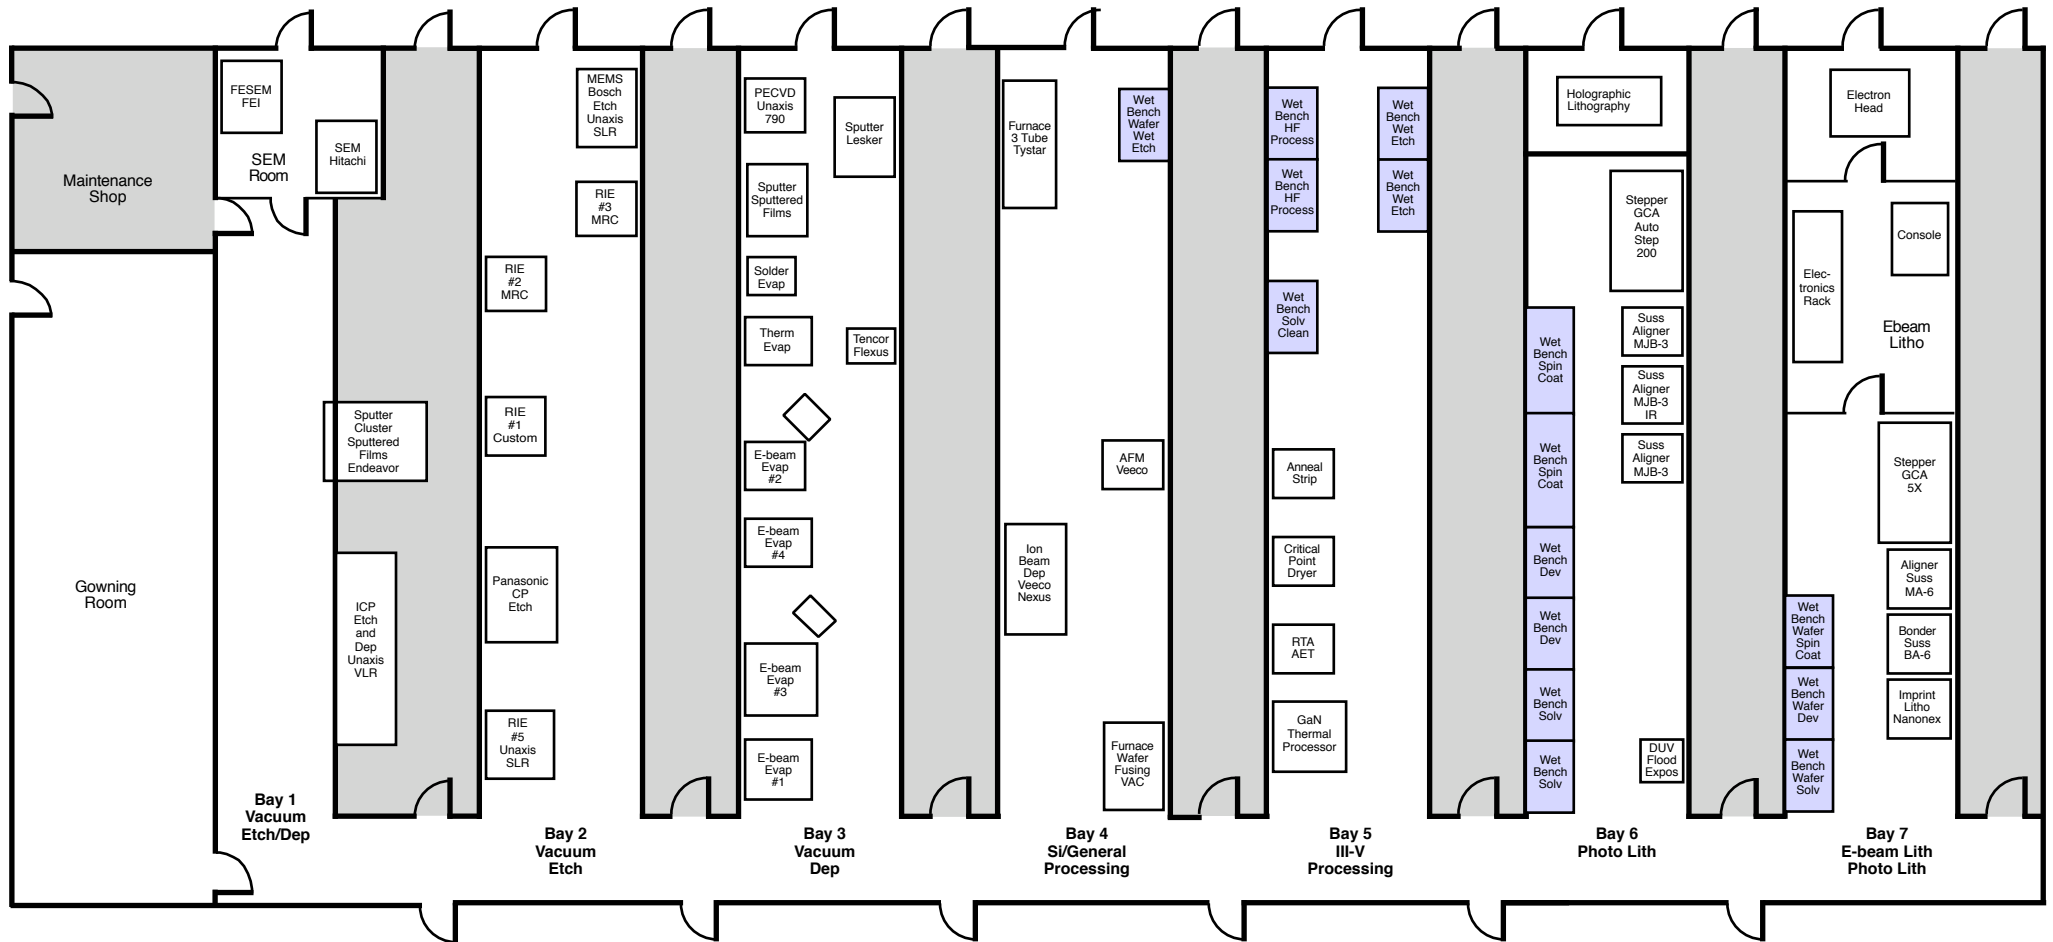 Maintenance
Shop
Gowning
Room
FESEM
FEI
SEM
Room
SEM
Hitachi
Sputter
Cluster
Sputtered
Films
Endeavor
ICP
Etch
and
Dep
Unaxis
VLR
Bay 1
Vacuum
Etch/Dep
MEMS
Bosch
Etch
Unaxis
SLR
RIE
#3
MRC
RIE
#2
MRC
RIE
#1
Custom
Panasonic
CP
Etch
RIE
#5
Unaxis
SLR
Bay 2
Vacuum
Etch
PECVD
Unaxis
790
Sputter
Lesker
Sputter
Sputtered
Films
Solder
Evap
Therm
Evap
Tencor
Flexus
E-beam
Evap
#2
E-beam
Evap
#4
E-beam
Evap
#3
E-beam
Evap
#1
Bay 3
Vacuum
Dep
Furnace
3 Tube
Tystar
Wet
Bench
Wafer
Wet
Etch
AFM
Veeco
Ion
Beam
Dep
Veeco
Nexus
Furnace
Wafer
Fusing
VAC
Bay 4
Si/General
Processing
Wet
Bench
HF
Process
Wet
Bench
HF
Process
Wet
Bench
Wet
Etch
Wet
Bench
Wet
Etch
Wet
Bench
Solv
Clean
Anneal
Strip
Critical
Point
Dryer
RTA
AET
GaN
Thermal
Processor
Bay 5
III-V
Processing
Holographic
Lithography
Stepper
GCA
Auto
Step
200
Suss
Aligner
MJB-3
Suss
Aligner
MJB-3
IR
Suss
Aligner
MJB-3
Wet
Bench
Spin
Coat
Wet
Bench
Spin
Coat
Wet
Bench
Dev
Wet
Bench
Dev
Wet
Bench
Solv
Wet
Bench
Solv
DUV
Flood
Expos
Bay 6
Photo Lith
Electron
Head
Console
Elec-
tronics
Rack
Ebeam
Litho
Stepper
GCA
5X
Aligner
Suss
MA-6
Bonder
Suss
BA-6
Imprint
Litho
Nanonex
Wet
Bench
Wafer
Spin
Coat
Wet
Bench
Wafer
Dev
Wet
Bench
Wafer
Solv
Bay 7
E-beam Lith
Photo Lith